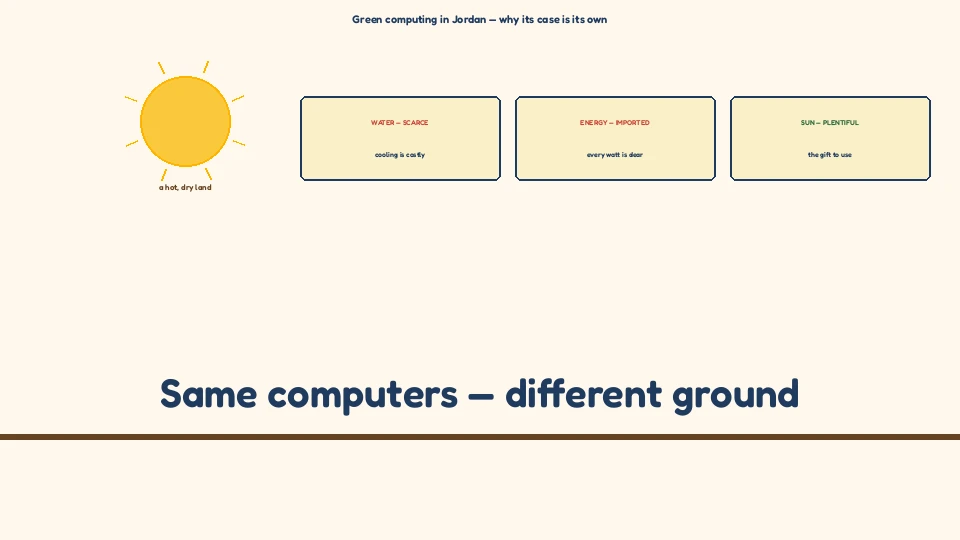 Green computing in Jordan — why its case is its own
WATER — SCARCE
cooling is costly
ENERGY — IMPORTED
every watt is dear
SUN — PLENTIFUL
the gift to use
a hot, dry land
Same computers — different ground